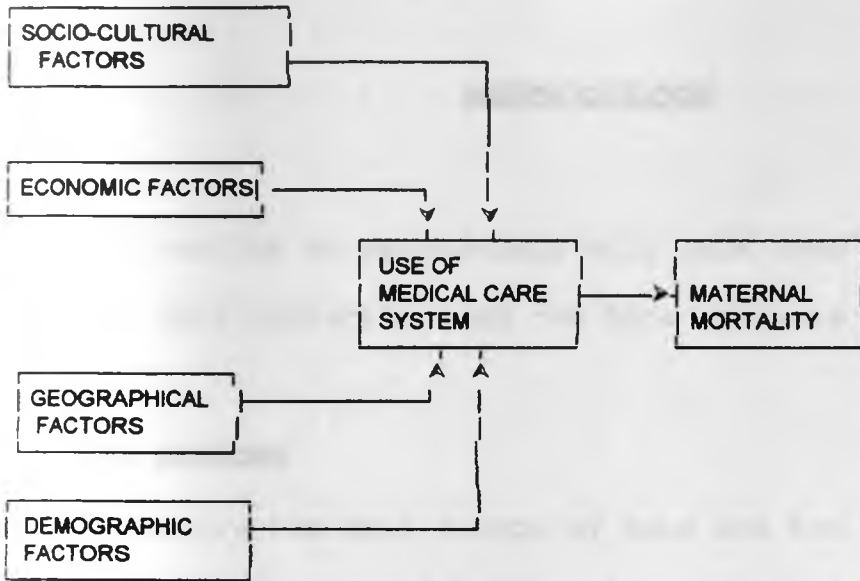 SOCIO-CULTURAL
FACTORS
ECONOMIC FACTORS
USE OF
MEDICAL CARE
SYSTEM
MATERNAL
MORTALITY
GEOGRAPHICAL
FACTORS
DEMOGRAPHIC
FACTORS